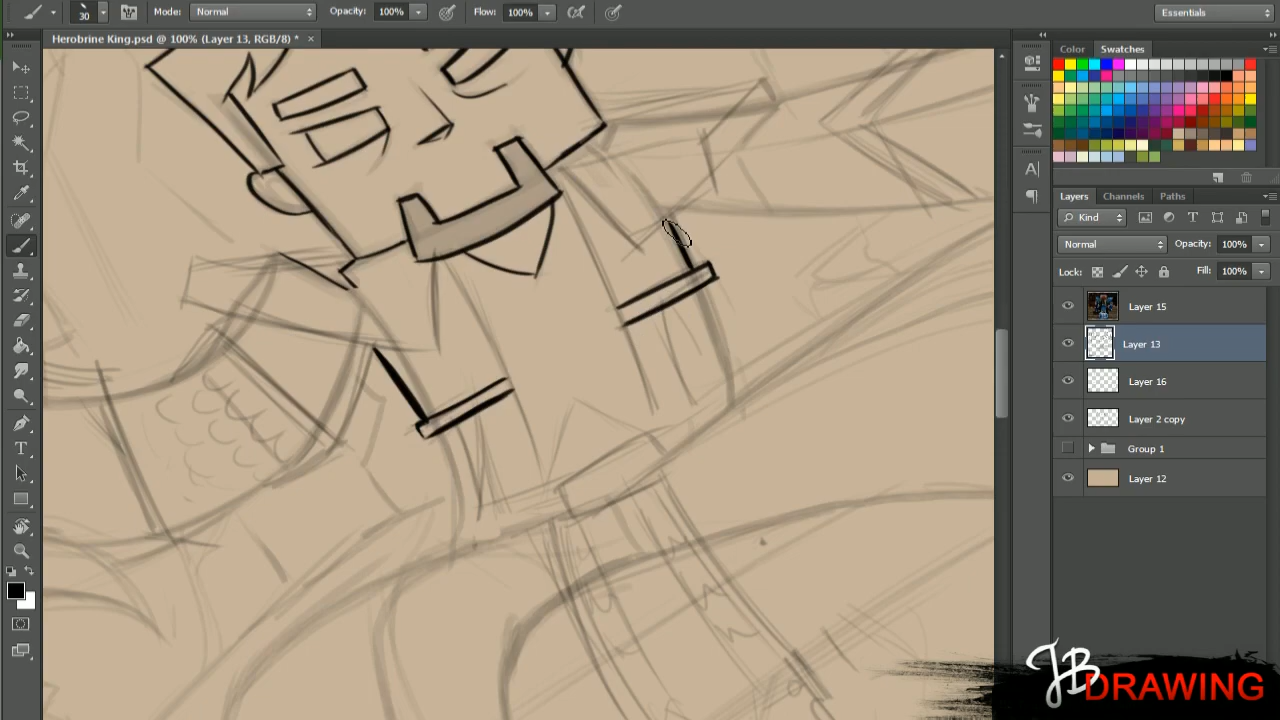 30
Mode: Normal
Opacity: 100%
Flow: 100%
Essentials
Herobrine King.psd @ 100% (Layer 13, RGB/8) * ×
Color Swatches
Layers Channels Paths
Kind
Normal
Opacity: 100%
Lock:
Fill: 100%
Layer 15
Layer 13
Layer 16
Layer 2 copy
Group 1
Layer 12
JB DRAWING